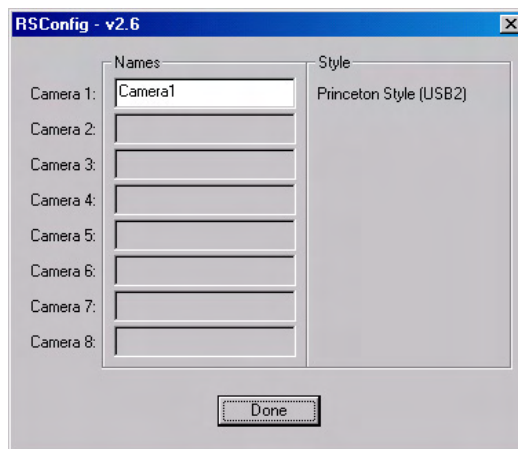 RSConfig - v2.6
Names Style
Camera 1: Camera1 Princeton Style (USB2)
Camera 2:
Camera 3:
Camera 4:
Camera 5:
Camera 6:
Camera 7:
Camera 8:
Done